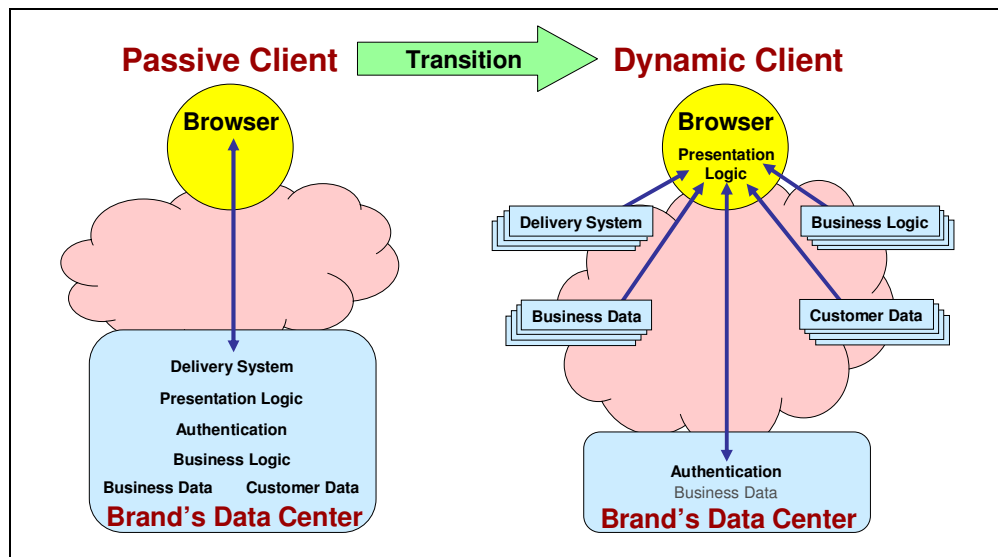 Passive Client
Transition
Dynamic Client
Browser
Delivery System
Presentation Logic
Authentication
Business Logic
Business Data
Customer Data
Brand's Data Center
Browser
Presentation
Logic
Delivery System
Business Logic
Business Data
Customer Data
Authentication
Business Data
Brand's Data Center